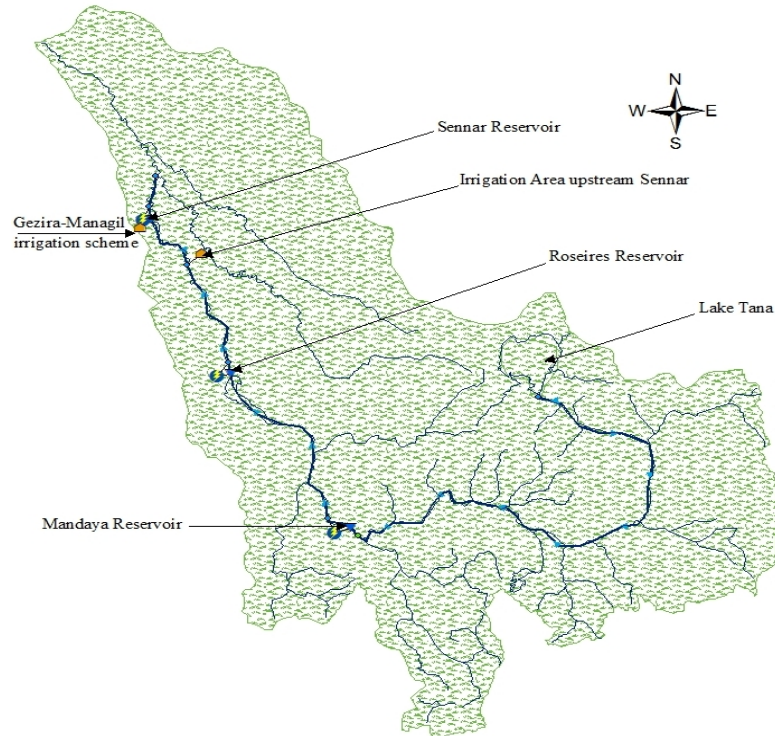 N
W
E
S
Sennar Reservoir
Irrigation Area upstream Sennar
Gezira-Managil
irrigation scheme
Roseires Reservoir
Lake Tana
Mandaya Reservoir